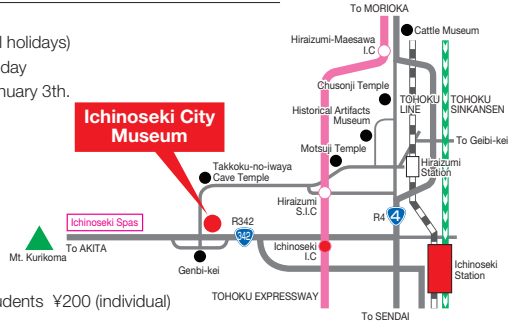 l holidays)
day
nuary 3th.
To MORIOKA
Cattle Museum
Hiraizumi-Maesawa
I.C
Chusonji Temple
TOHOKU
LINE
TOHOKU
SINKANSEN
Historical Artifacts
Museum
Ichinoseki City
Museum
Motsuji Temple
To Geibi-kei
Takkoku-no-iwaya
Cave Temple
Hiraizumi
Station
Hiraizumi
S.I.C
Ichinoseki Spas
R342
342
R4
4
To AKITA
Mt. Kurikoma
Genbi-kei
Ichinoseki
I.C
Ichinoseki
Station
udents ¥200 (individual)
TOHOKU EXPRESSWAY
To SENDAI